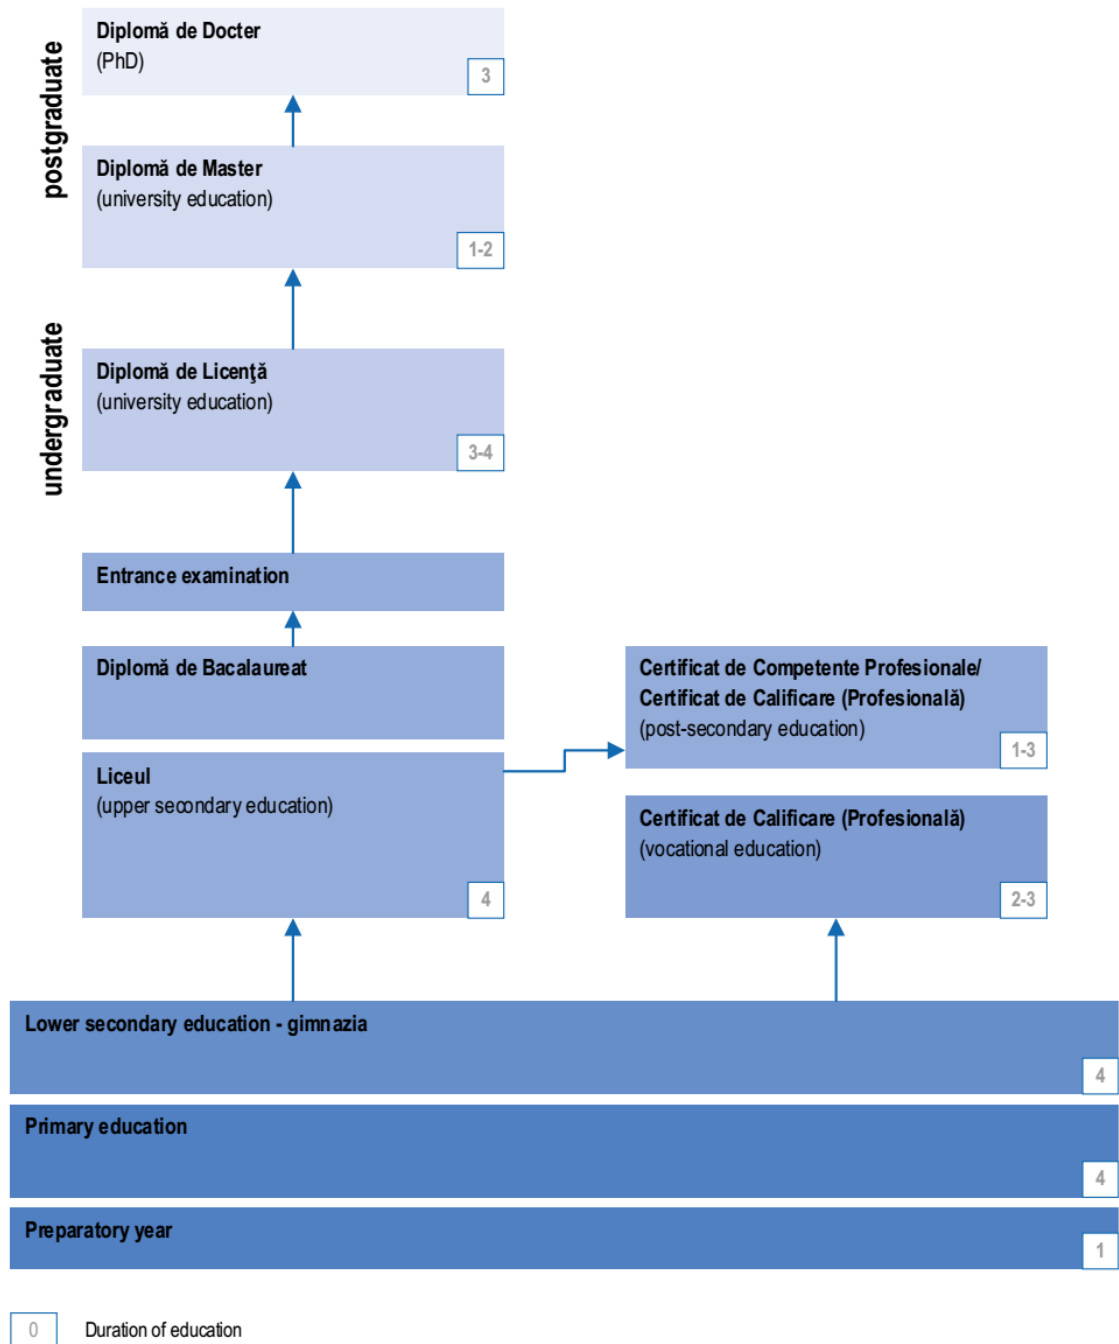 postgraduate
Diplomă de Docter
(PhD)
3
Diplomă de Master
(university education)
1-2
undergraduate
Diplomă de Licenţă
(university education)
3-4
Entrance examination
Diplomă de Bacalaureat
Certificat de Competente Profesionale/
Certificat de Calificare (Profesională)
(post-secondary education)
1-3
Liceul
(upper secondary education)
4
Certificat de Calificare (Profesională)
(vocational education)
2-3
Lower secondary education - gimnazia
4
Primary education
4
Preparatory year
1
0 Duration of education